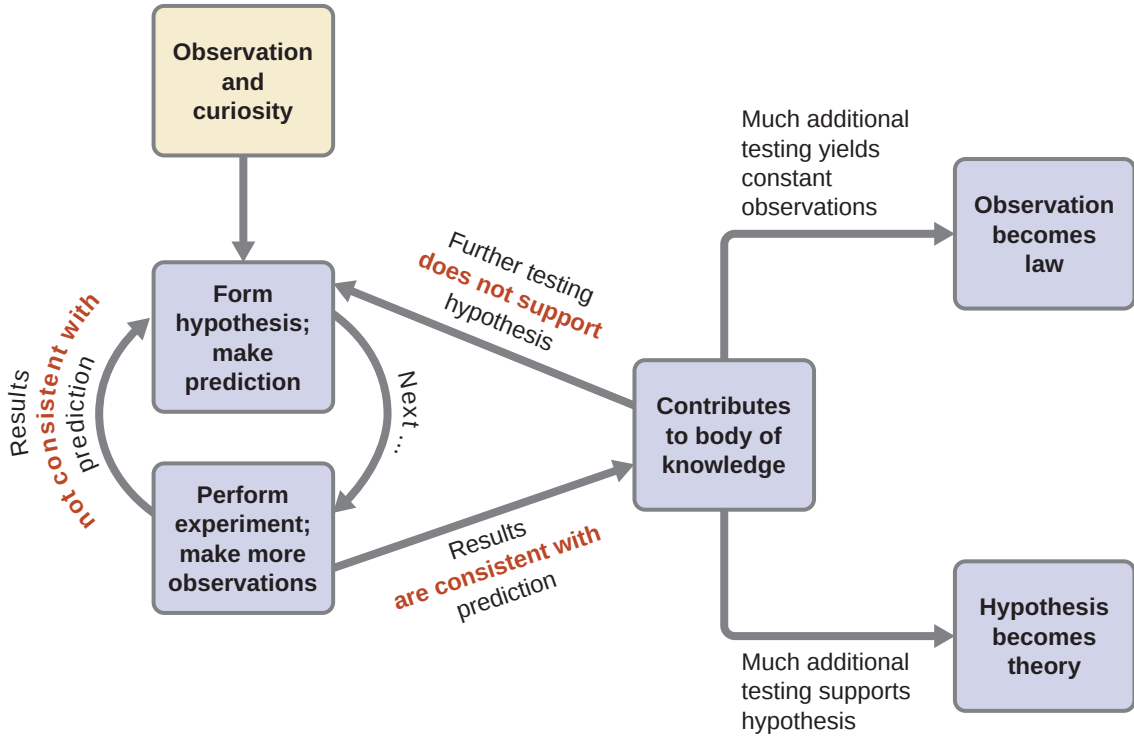 Observation
and
curiosity
Form
hypothesis;
make
prediction
Next ...
Perform
experiment;
make more
observations
Results
not consistent with
prediction
Results
are consistent with
prediction
Further testing
does not support
hypothesis
Contributes
to body of
knowledge
Much additional
testing yields
constant
observations
Observation
becomes
law
Much additional
testing supports
hypothesis
Hypothesis
becomes
theory